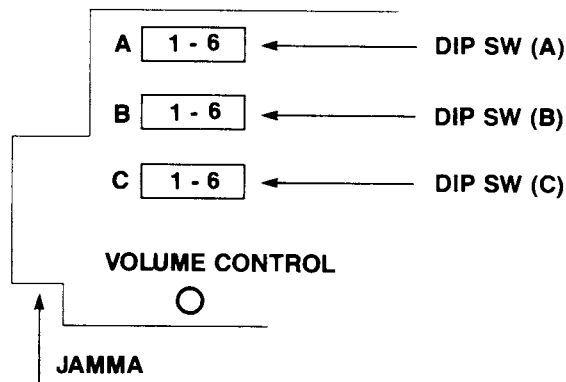 A 1 - 6 DIP SW (A)
B 1 - 6 DIP SW (B)
C 1 - 6 DIP SW (C)
VOLUME CONTROL
JAMMA